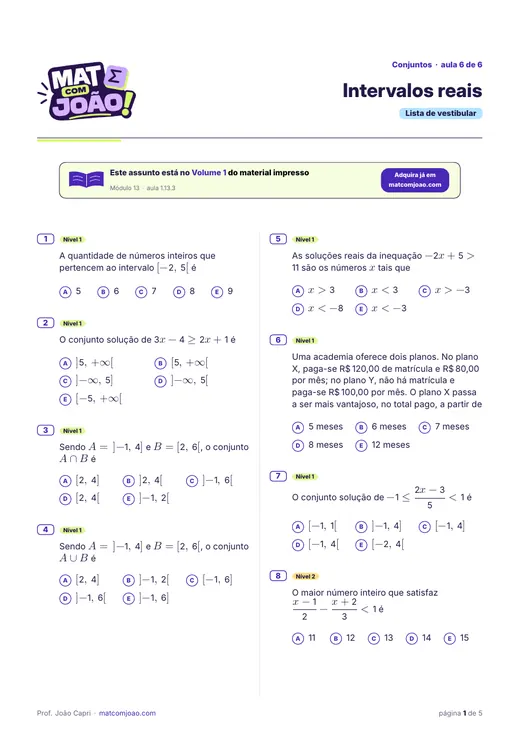 MAT Σ
COM
JOÃO!
Conjuntos · aula 6 de 6
Intervalos reais
Lista de vestibular
Este assunto está no Volume 1 do material impresso
Módulo 13 · aula 1.13.3
Adquira já em
matcomjoao.com
1 Nível 1
A quantidade de números inteiros que
pertencem ao intervalo [−2, 5[ é
A 5 B 6 C 7 D 8 E 9
2 Nível 1
O conjunto solução de 3x − 4 ≥ 2x + 1 é
A ]5, +∞[ B [5, +∞[
C ]−∞, 5] D ]−∞, 5[
E [−5, +∞[
3 Nível 1
Sendo A = ]−1, 4] e B = [2, 6[, o conjunto
A ∩ B é
A [2, 4] B ]2, 4[ C ]−1, 6[
D [2, 4[ E ]−1, 2[
4 Nível 1
Sendo A = ]−1, 4] e B = [2, 6[, o conjunto
A ∪ B é
A [2, 4] B ]−1, 2[ C [−1, 6]
D ]−1, 6[ E ]−1, 6]
5 Nível 1
As soluções reais da inequação −2x + 5 >
11 são os números x tais que
A x > 3 B x < 3 C x > −3
D x < −8 E x < −3
6 Nível 1
Uma academia oferece dois planos. No plano
X, paga-se R$ 120,00 de matrícula e R$ 80,00
por mês; no plano Y, não há matrícula e
paga-se R$ 100,00 por mês. O plano X passa
a ser mais vantajoso, no total pago, a partir de
A 5 meses B 6 meses C 7 meses
D 8 meses E 12 meses
7 Nível 1
O conjunto solução de −1 ≤ (2x − 3)/5 < 1 é
A [−1, 1[ B ]−1, 4] C [−1, 4]
D [−1, 4[ E [−2, 4[
8 Nível 2
O maior número inteiro que satisfaz
(x − 1)/2 − (x + 2)/3 < 1 é
A 11 B 12 C 13 D 14 E 15
Prof. João Capri · matcomjoao.com
página 1 de 5